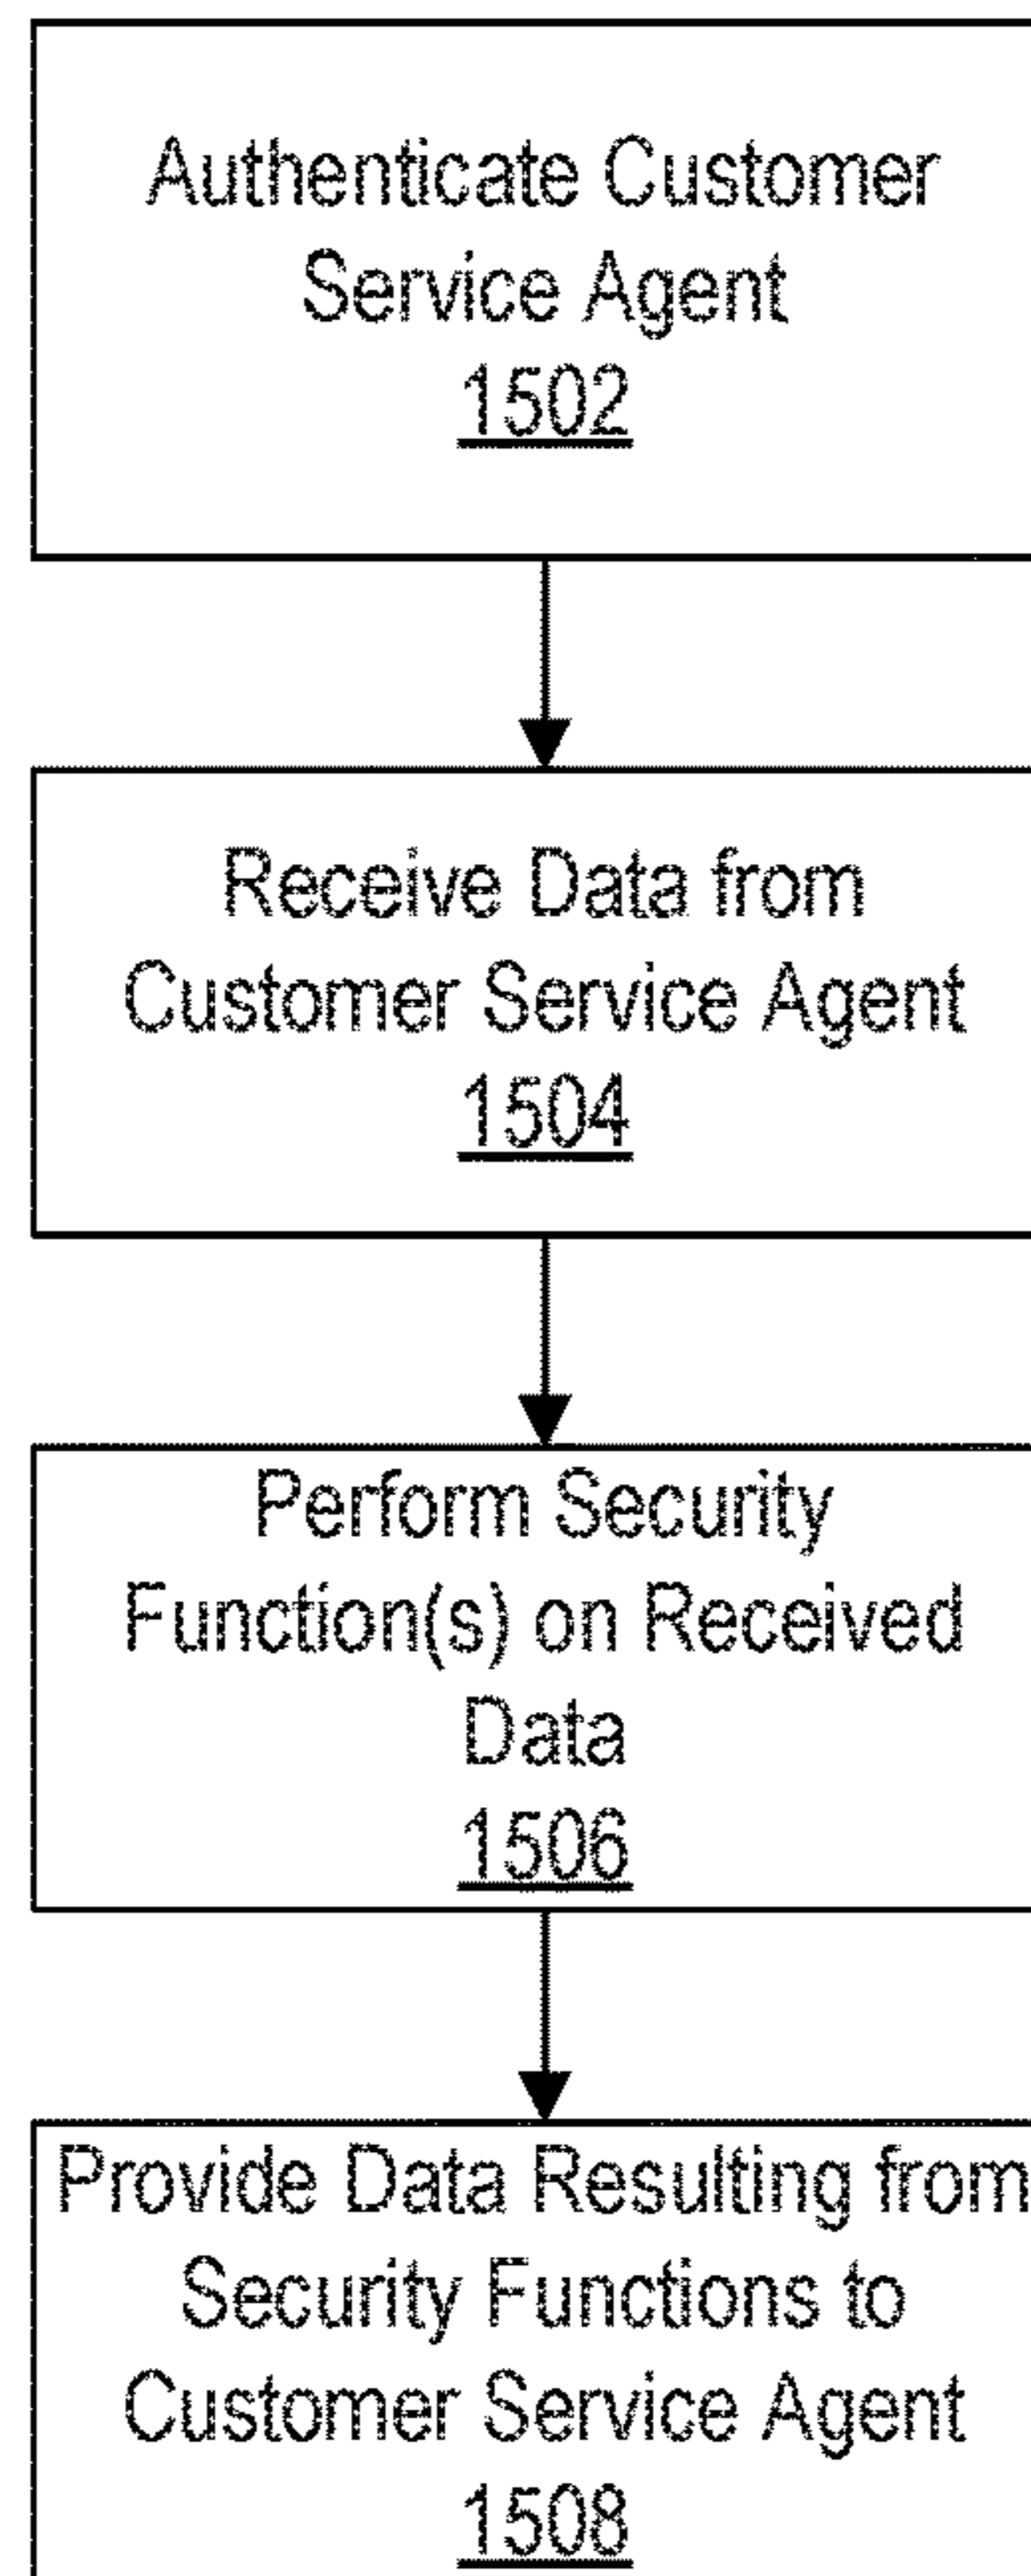 Authenticate Customer
Service Agent
1502
Receive Data from
Customer Service Agent
1504
Perform Security
Function(s) on Received
Data
1506
Provide Data Resulting from
Security Functions to
Customer Service Agent
1508